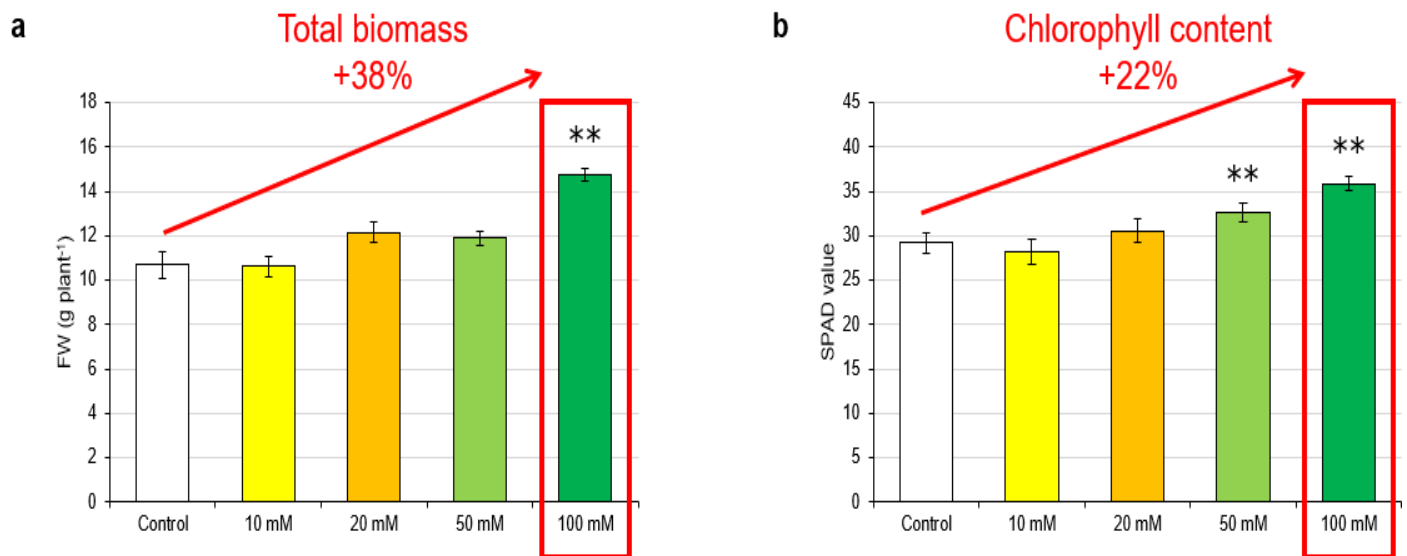 a
Total biomass
+38%
18
16
14
12
10
8
6
4
2
0
FW (g plant⁻¹)
**
Control
10 mM
20 mM
50 mM
100 mM
b
Chlorophyll content
+22%
45
40
35
30
25
20
15
10
5
0
SPAD value
**
**
Control
10 mM
20 mM
50 mM
100 mM